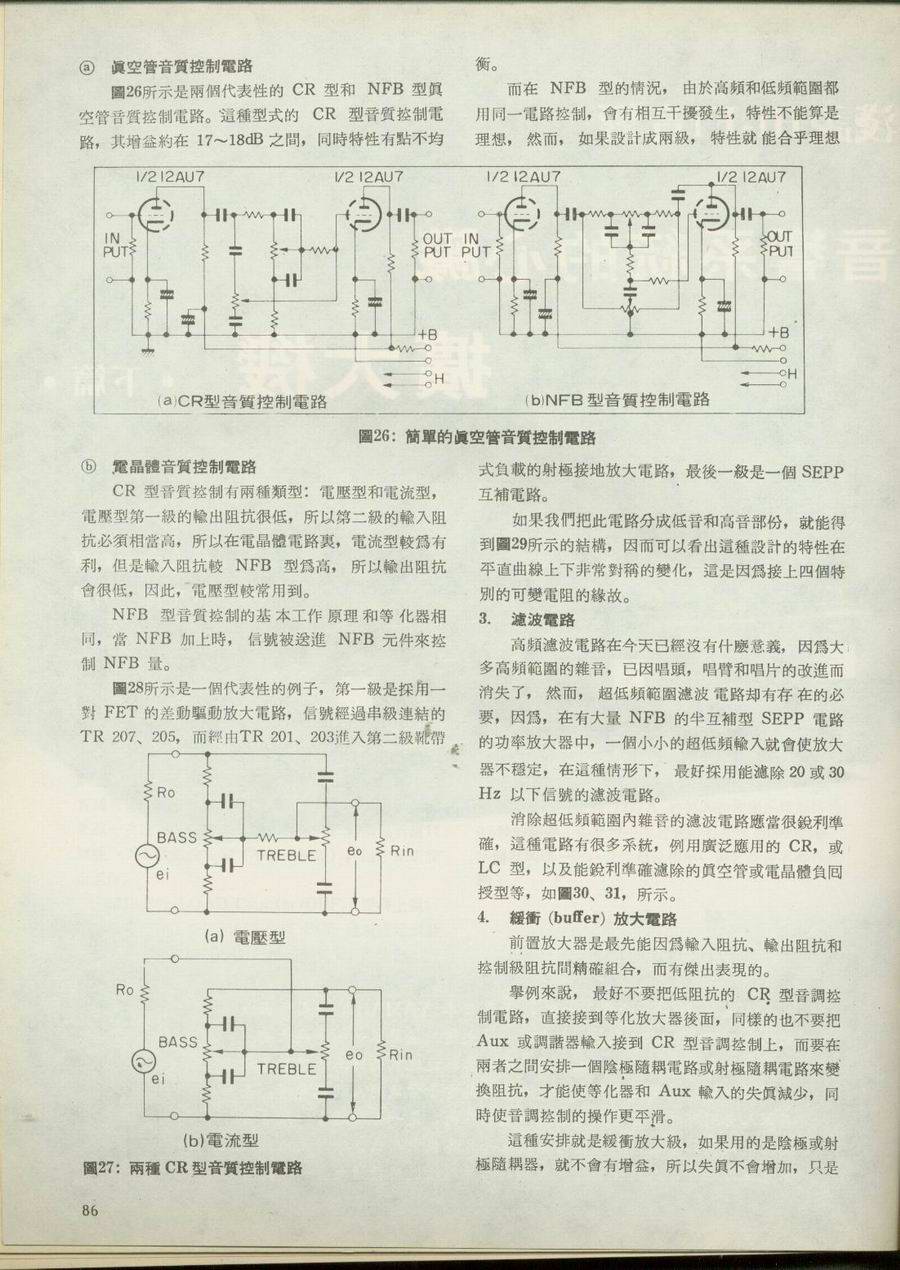 ⓐ 眞空管音質控制電路
圖26所示是兩個代表性的 CR 型和 NFB 型眞
空管音質控制電路。這種型式的 CR 型音質控制電
路，其增益約在 17～18dB 之間，同時特性有點不均
衡。
而在 NFB 型的情況，由於高頻和低頻範圍都
用同一電路控制，會有相互干擾發生，特性不能算是
理想，然而，如果設計成兩級，特性就能合乎理想
1/2 12AU7
1/2 12AU7
1/2 12AU7
1/2 12AU7
IN
PUT
OUT
PUT
IN
PUT
OUT
PUT
+B
H
+B
H
(a)CR型音質控制電路
(b)NFB型音質控制電路
圖26：簡單的眞空管音質控制電路
ⓑ 電晶體音質控制電路
CR 型音質控制有兩種類型：電壓型和電流型，
電壓型第一級的輸出阻抗很低，所以第二級的輸入阻
抗必須相當高，所以在電晶體電路裏，電流型較爲有
利，但是輸入阻抗較 NFB 型爲高，所以輸出阻抗
會很低，因此，電壓型較常用到。
NFB 型音質控制的基本工作原理和等化器相
同，當 NFB 加上時，信號被送進 NFB 元件來控
制 NFB 量。
圖28所示是一個代表性的例子，第一級是採用一
對 FET 的差動驅動放大電路，信號經過串級連結的
TR 207、205，而經由TR 201、203進入第二級靴帶
Ro
BASS
TREBLE
ei
eo
Rin
(a) 電壓型
Ro
BASS
TREBLE
ei
eo
Rin
(b)電流型
圖27：兩種 CR 型音質控制電路
式負載的射極接地放大電路，最後一級是一個 SEPP
互補電路。
如果我們把此電路分成低音和高音部份，就能得
到圖29所示的結構，因而可以看出這種設計的特性在
平直曲線上下非常對稱的變化，這是因爲接上四個特
別的可變電阻的緣故。
3. 濾波電路
高頻濾波電路在今天已經沒有什麽意義，因爲大
多高頻範圍的雜音，已因唱頭，唱臂和唱片的改進而
消失了，然而，超低頻範圍濾波電路却有存在的必
要，因爲，在有大量 NFB 的半互補型 SEPP 電路
的功率放大器中，一個小小的超低頻輸入就會使放大
器不穩定，在這種情形下，最好採用能濾除 20 或 30
Hz 以下信號的濾波電路。
消除超低頻範圍內雜音的濾波電路應當很銳利準
確，這種電路有很多系統，例用廣泛應用的 CR，或
LC 型，以及能銳利準確濾除的眞空管或電晶體負回
授型等，如圖30、31，所示。
4. 緩衝 (buffer) 放大電路
前置放大器是最先能因爲輸入阻抗、輸出阻抗和
控制級阻抗間精確組合，而有傑出表現的。
舉例來說，最好不要把低阻抗的 CR 型音調控
制電路，直接接到等化放大器後面，同樣的也不要把
Aux 或調諧器輸入接到 CR 型音調控制上，而要在
兩者之間安排一個陰極隨耦電路或射極隨耦電路來變
換阻抗，才能使等化器和 Aux 輸入的失眞減少，同
時使音調控制的操作更平滑。
這種安排就是緩衝放大級，如果用的是陰極或射
極隨耦器，就不會有增益，所以失眞不會增加，只是
86